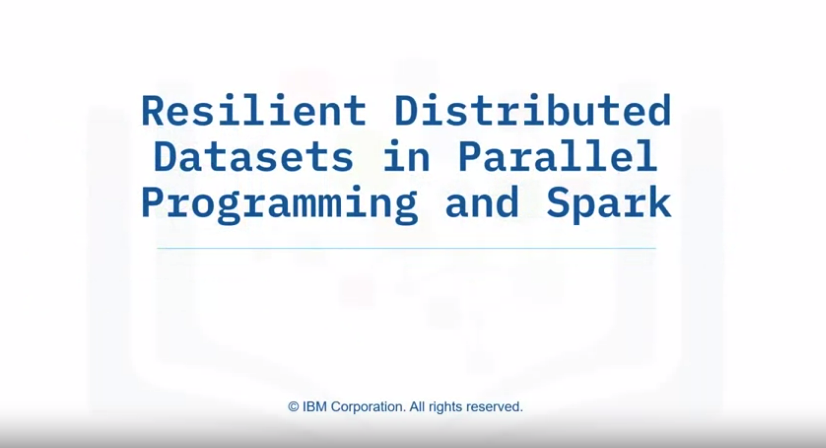 Resilient Distributed
Datasets in Parallel
Programming and Spark
© IBM Corporation. All rights reserved.